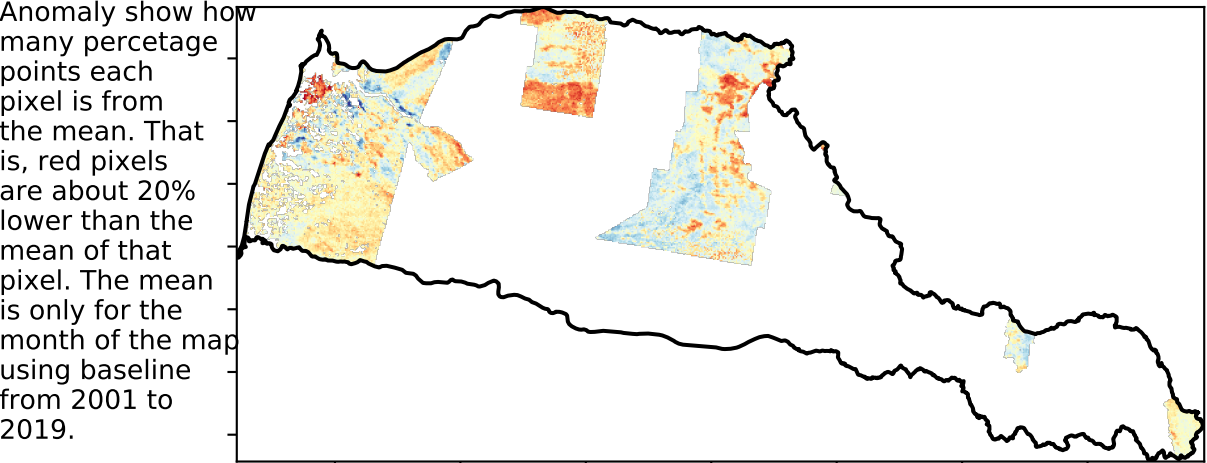 Anomaly show how
many percetage
points each
pixel is from
the mean. That
is, red pixels
are about 20%
lower than the
mean of that
pixel. The mean
is only for the
month of the map
using baseline
from 2001 to
2019.